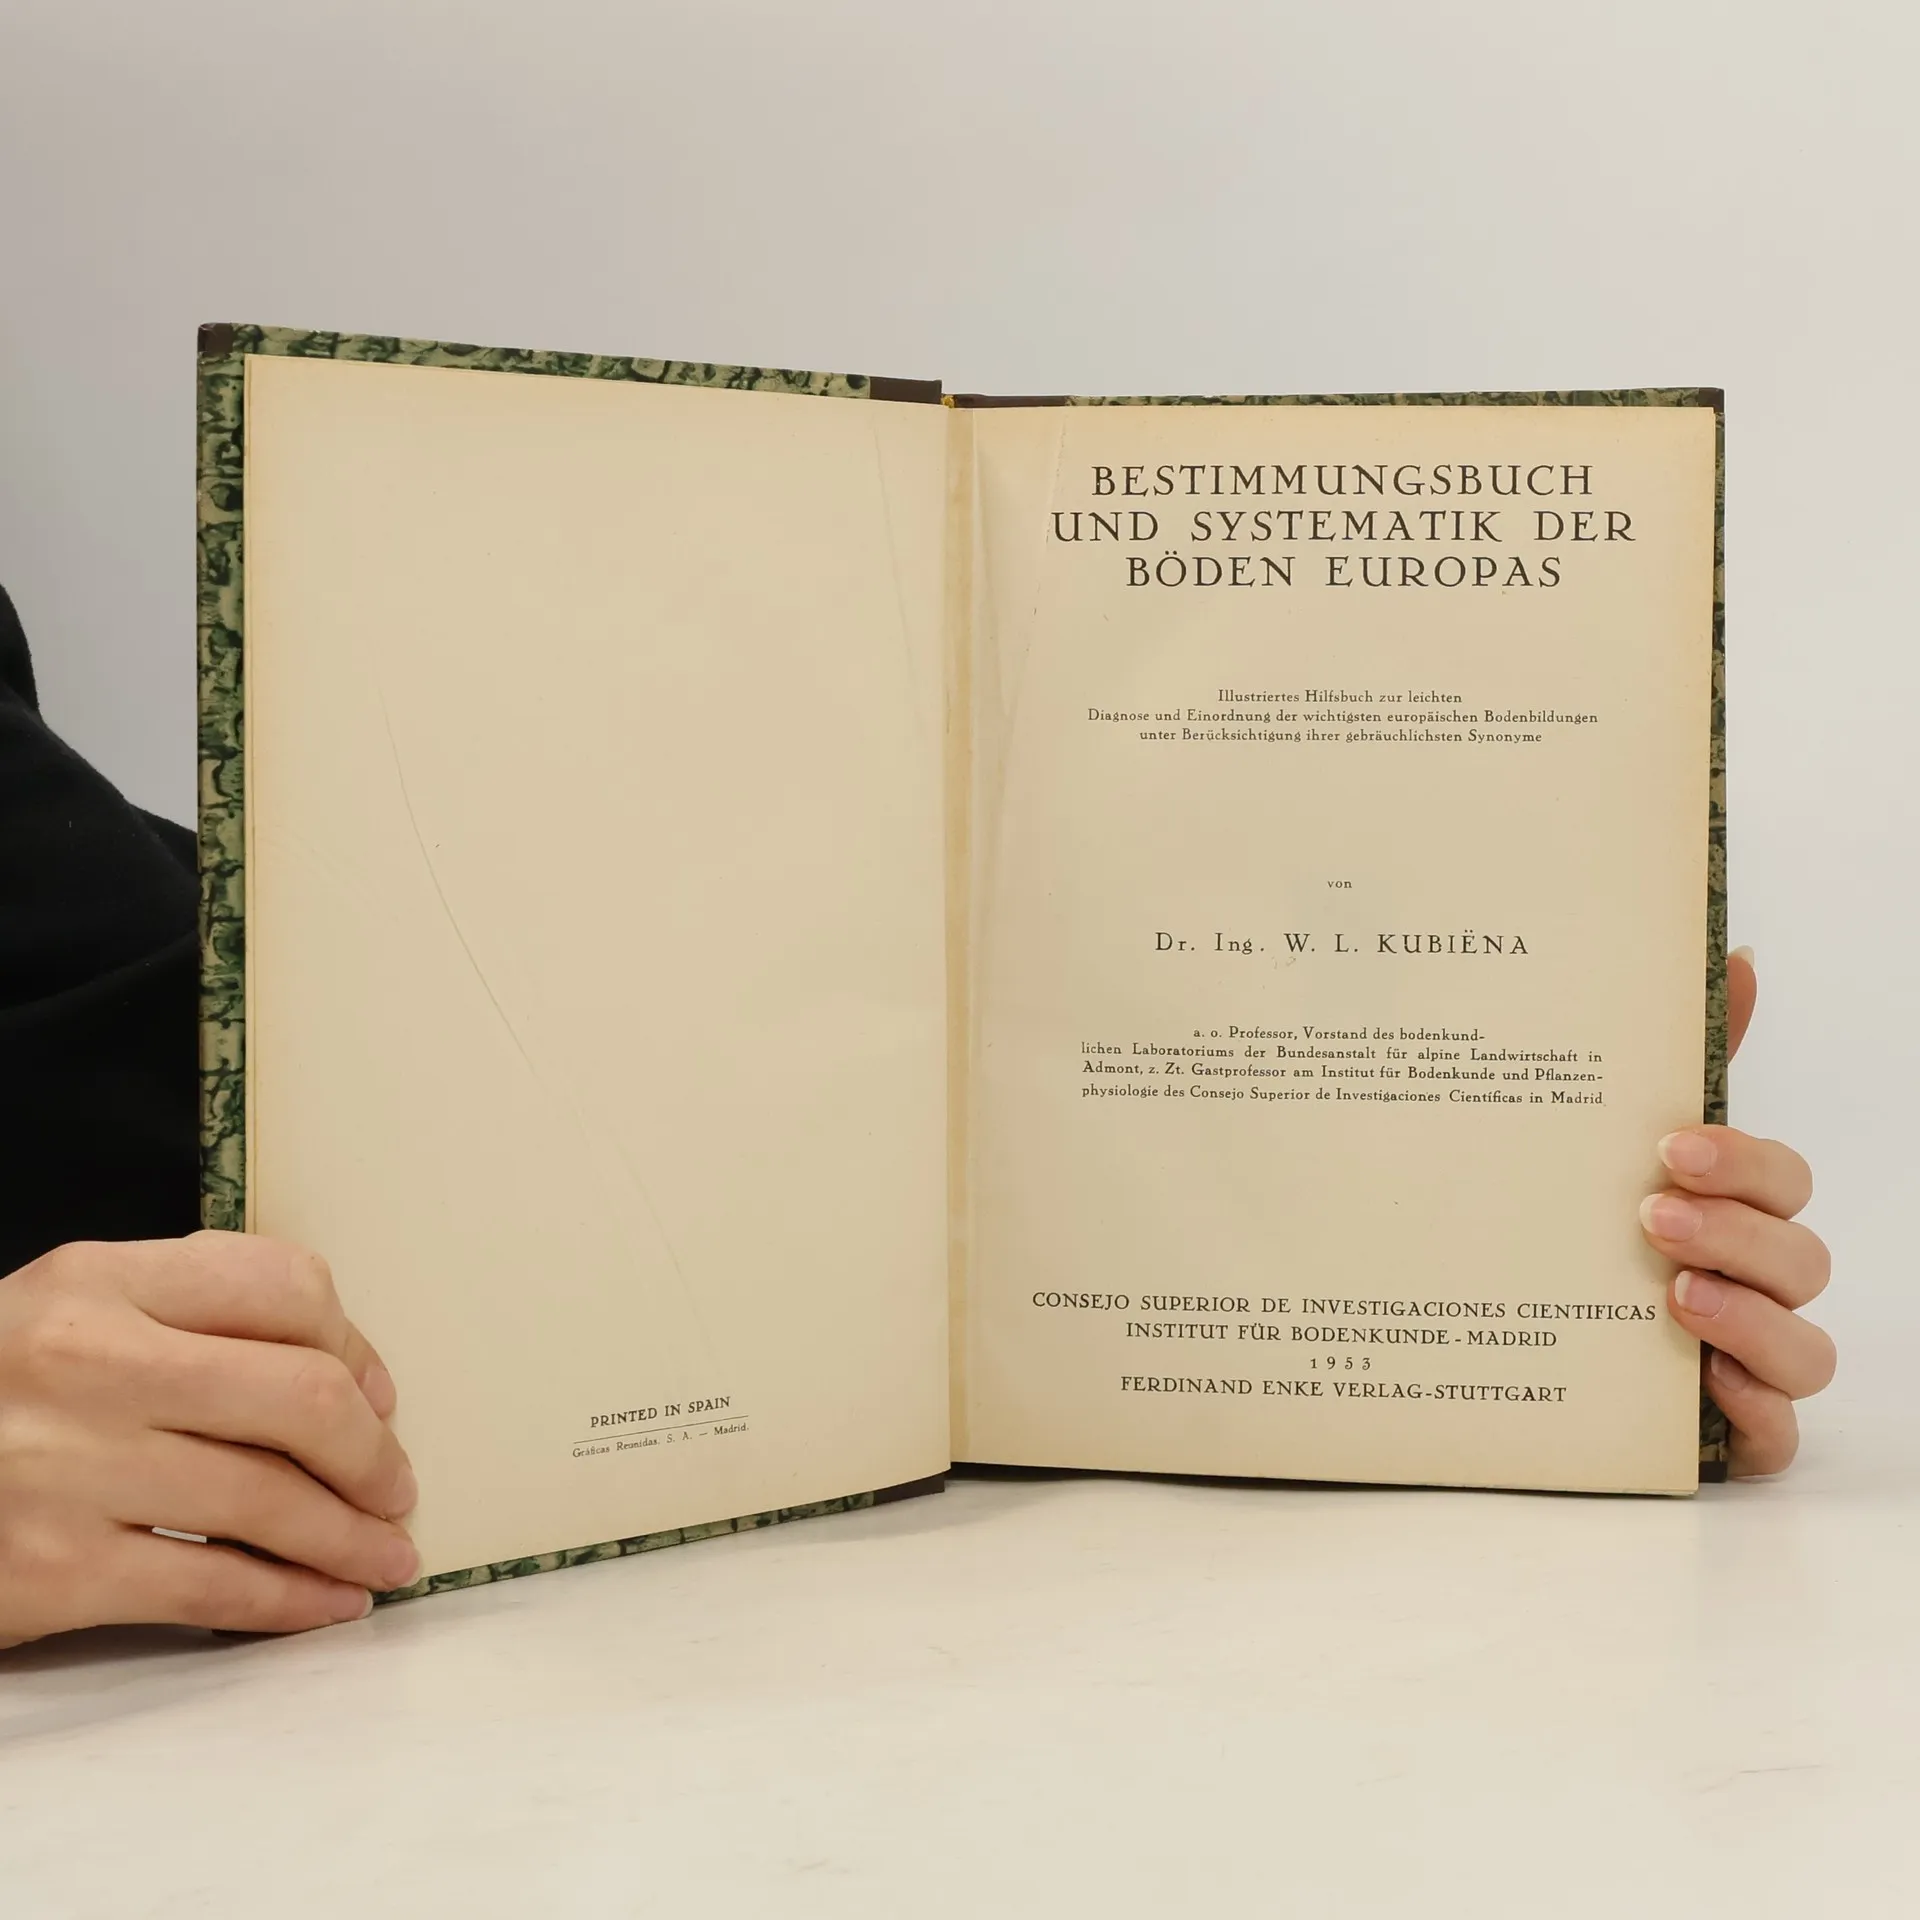 PRINTED IN SPAIN
Gráficas Reunidas. S. A. — Madrid.
BESTIMMUNGSBUCH
UND SYSTEMATIK DER
BÖDEN EUROPAS
Illustriertes Hilfsbuch zur leichten
Diagnose und Einordnung der wichtigsten europäischen Bodenbildungen
unter Berücksichtigung ihrer gebräuchlichsten Synonyme
von
Dr. Ing. W. L. KUBIËNA
a. o. Professor, Vorstand des bodenkund-
lichen Laboratoriums der Bundesanstalt für alpine Landwirtschaft in
Admont, z. Zt. Gastprofessor am Institut für Bodenkunde und Pflanzen-
physiologie des Consejo Superior de Investigaciones Científicas in Madrid
CONSEJO SUPERIOR DE INVESTIGACIONES CIENTIFICAS
INSTITUT FÜR BODENKUNDE - MADRID
1953
FERDINAND ENKE VERLAG-STUTTGART